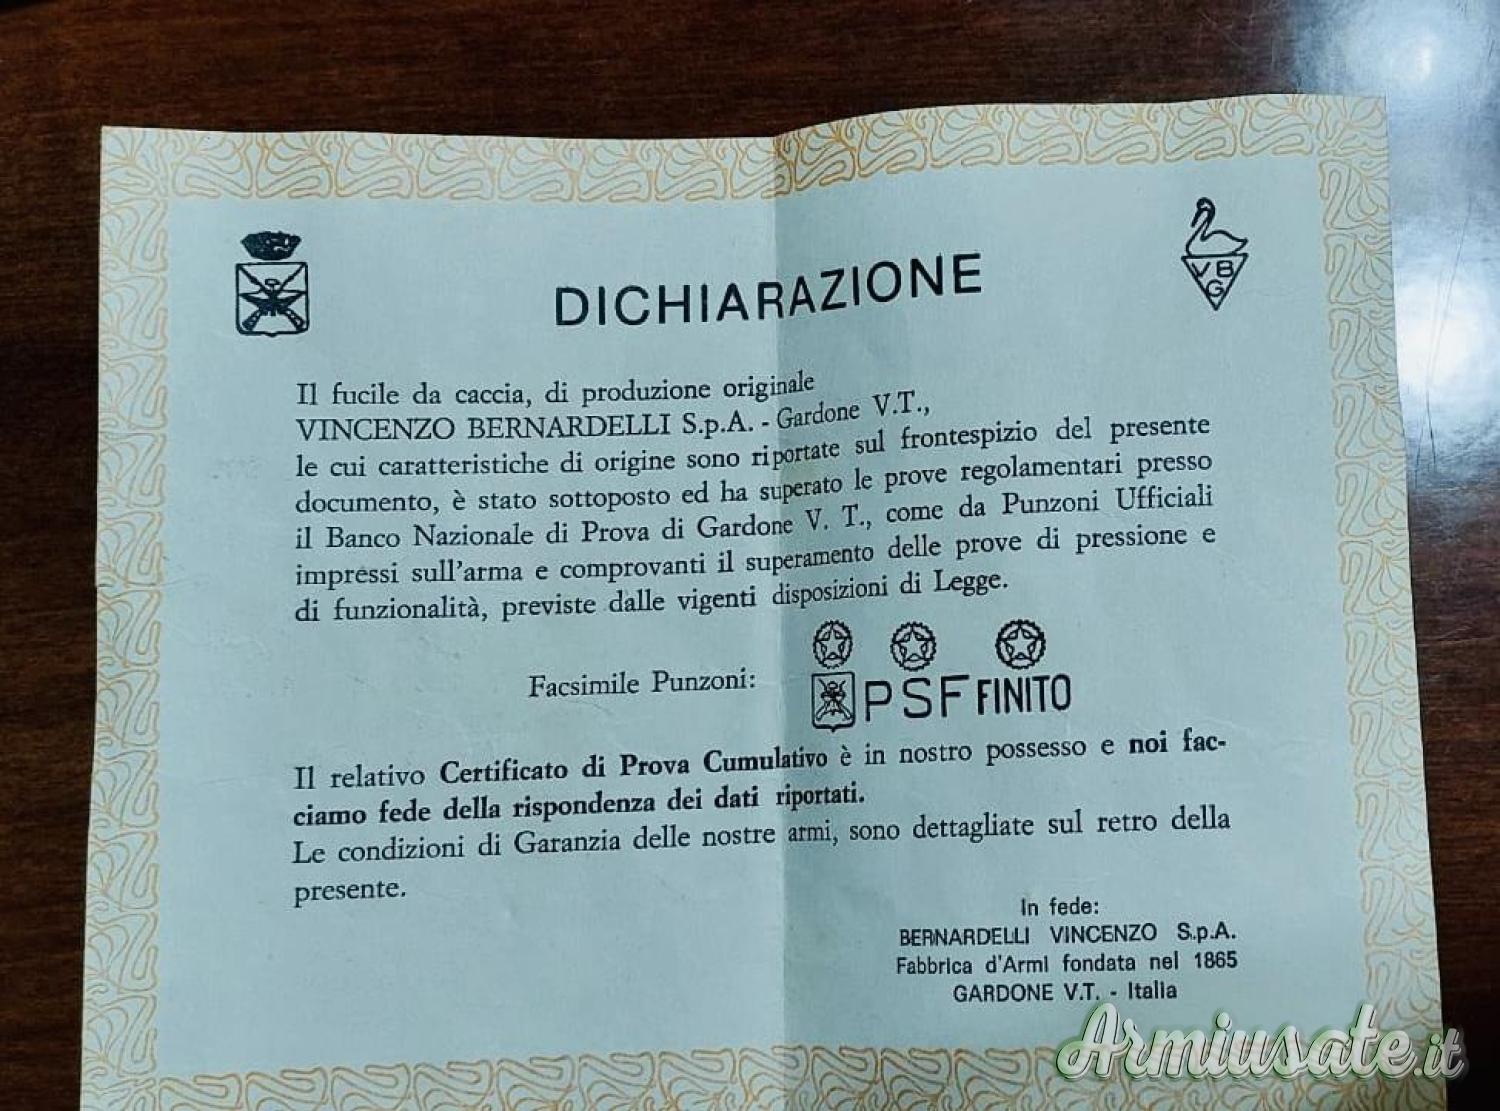 VBG
DICHIARAZIONE
Il fucile da caccia, di produzione originale
VINCENZO BERNARDELLI S.p.A. - Gardone V.T.,
le cui caratteristiche di origine sono riportate sul frontespizio del presente
documento, è stato sottoposto ed ha superato le prove regolamentari presso
il Banco Nazionale di Prova di Gardone V. T., come da Punzoni Ufficiali
impressi sull'arma e comprovanti il superamento delle prove di pressione e
di funzionalità, previste dalle vigenti disposizioni di Legge.
Facsimile Punzoni: PSF FINITO
Il relativo Certificato di Prova Cumulativo è in nostro possesso e noi fac-
ciamo fede della rispondenza dei dati riportati.
Le condizioni di Garanzia delle nostre armi, sono dettagliate sul retro della
presente.
In fede:
BERNARDELLI VINCENZO S.p.A.
Fabbrica d'Armi fondata nel 1865
GARDONE V.T. - Italia
Armiusate.it